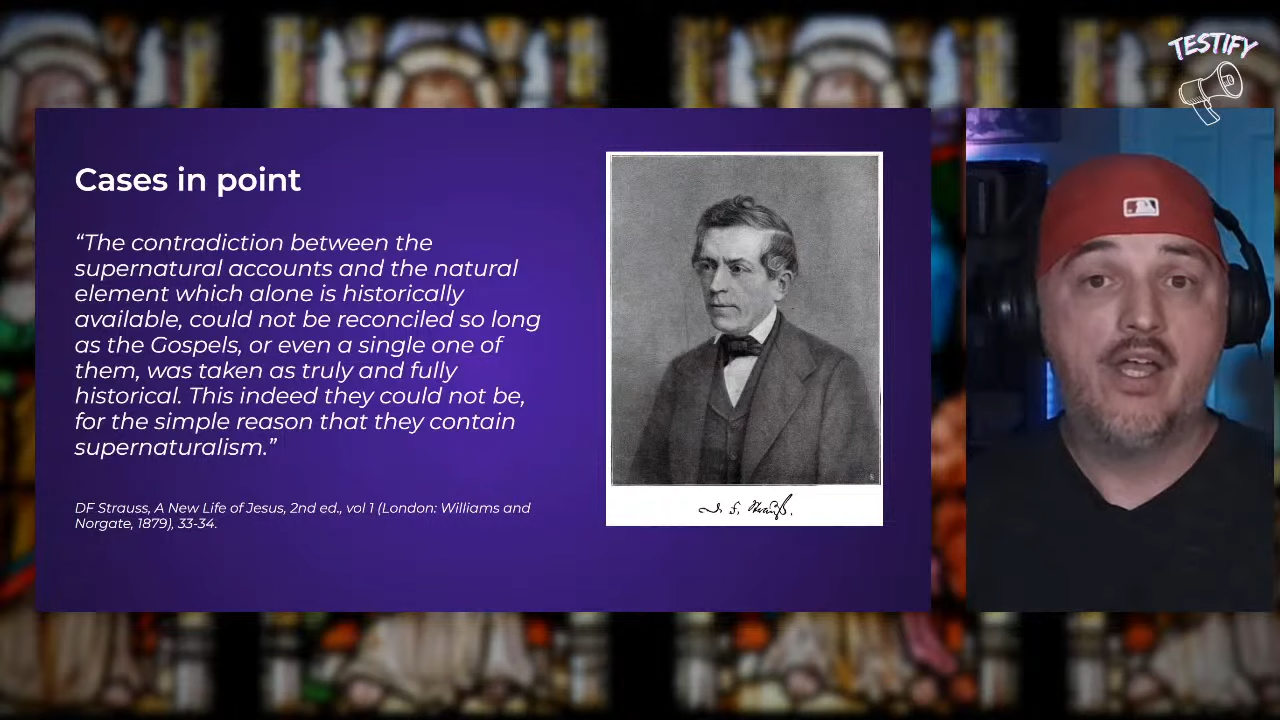 TESTIFY
Cases in point
“The contradiction between the
supernatural accounts and the natural
element which alone is historically
available, could not be reconciled so long
as the Gospels, or even a single one of
them, was taken as truly and fully
historical. This indeed they could not be,
for the simple reason that they contain
supernaturalism.”
DF Strauss, A New Life of Jesus, 2nd ed., vol 1 (London: Williams and
Norgate, 1879), 33-34.
D. F. Strauß.